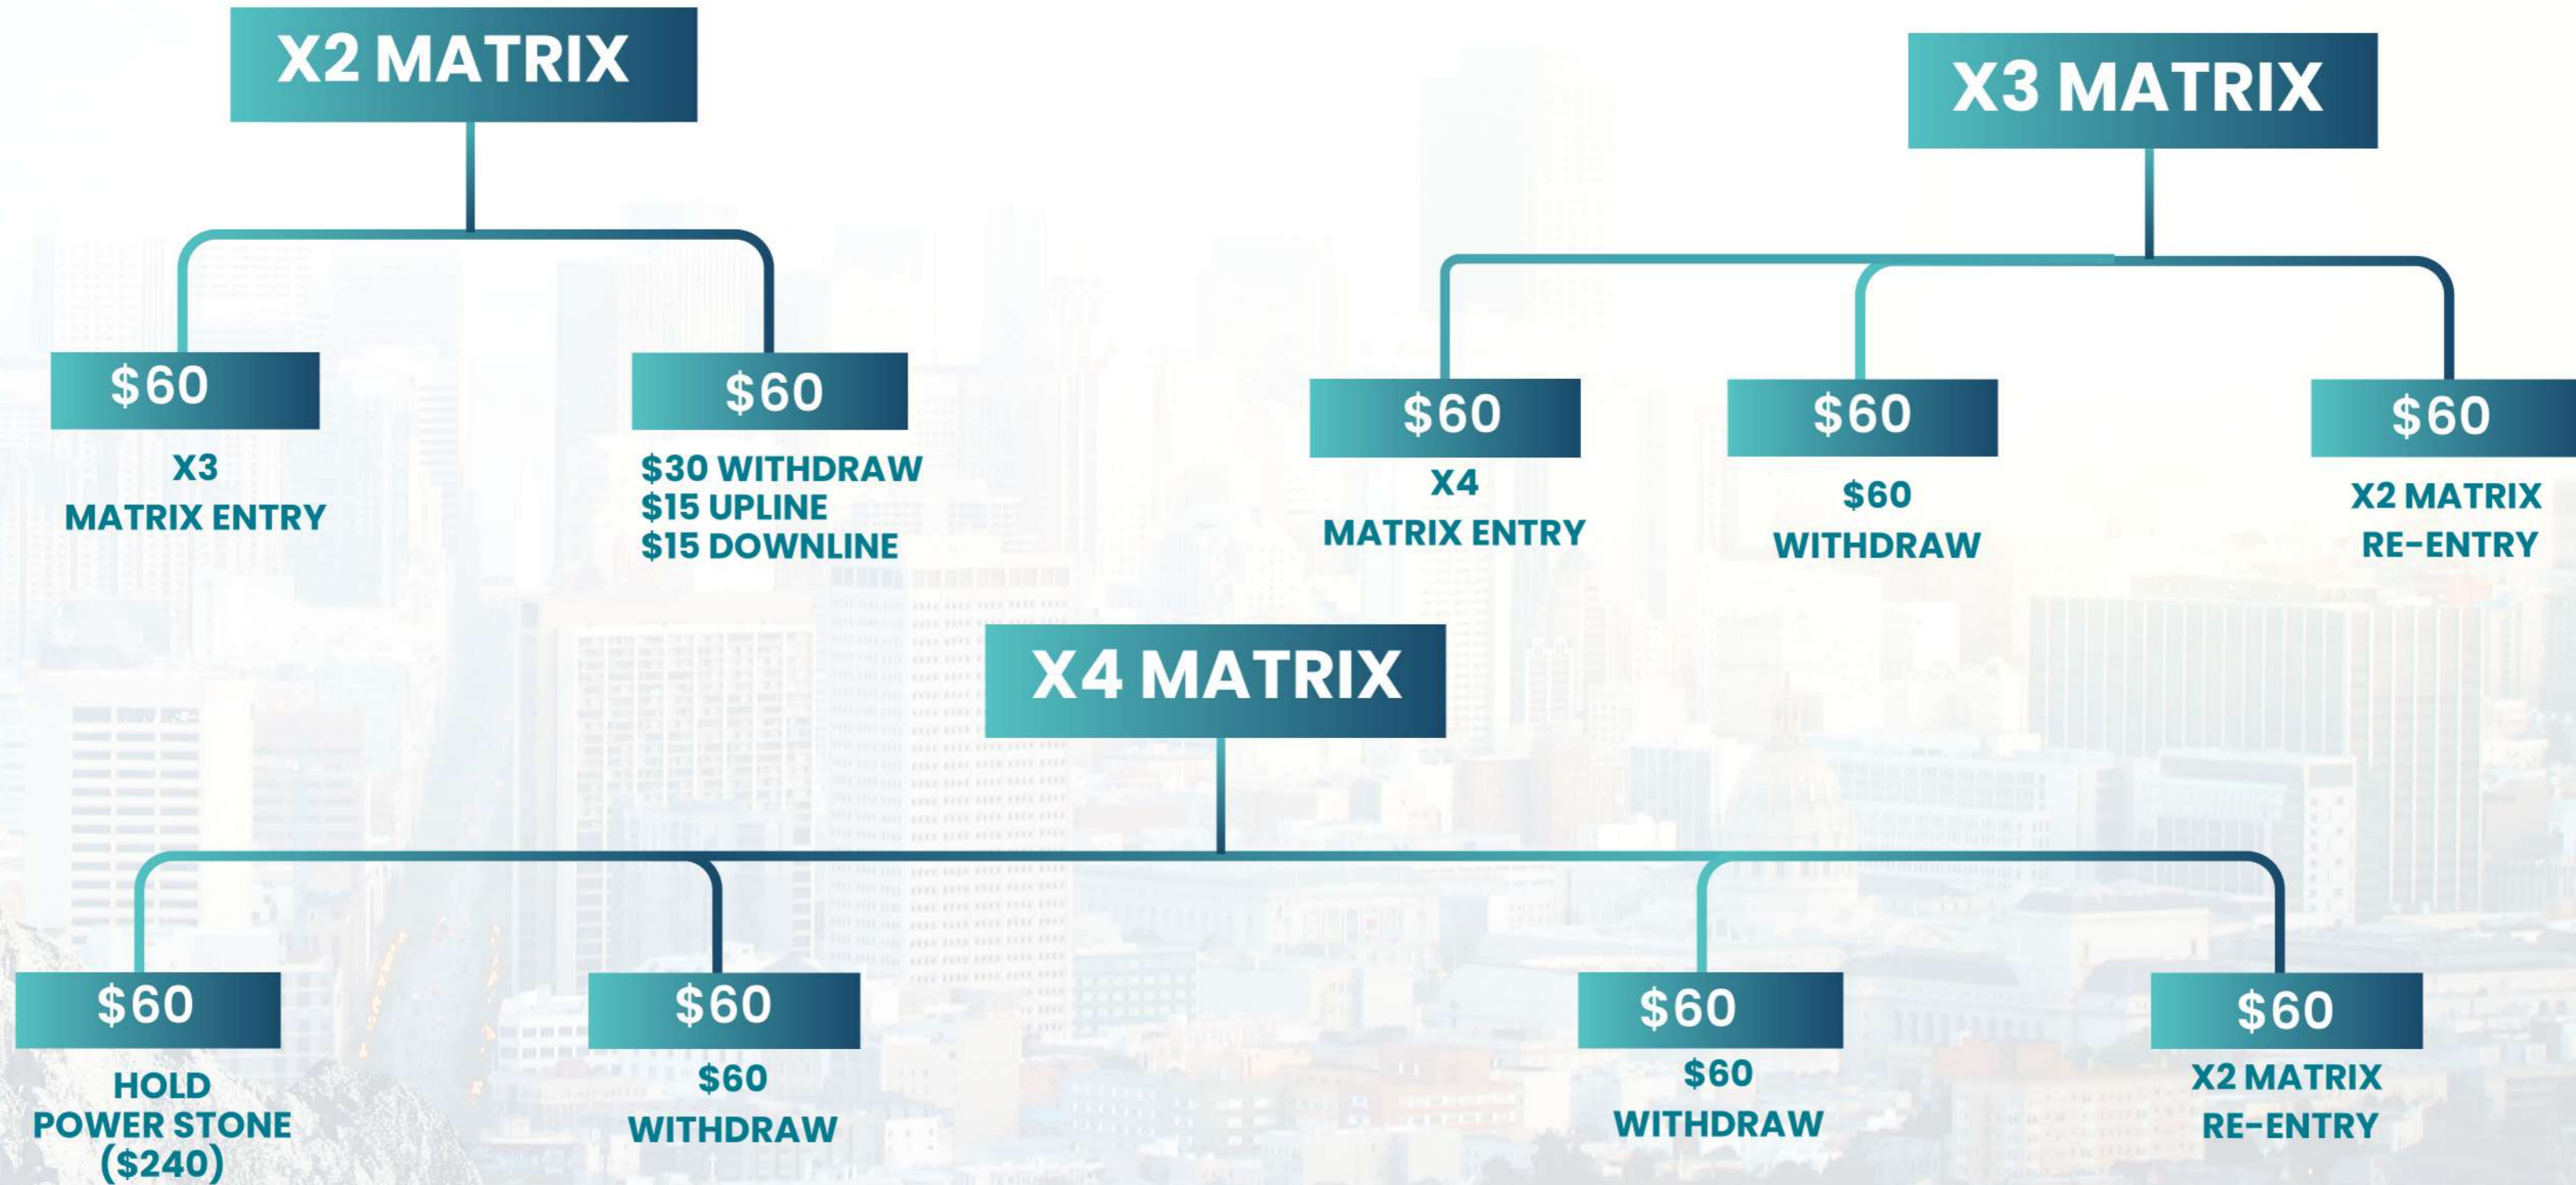 X2 MATRIX
$60
X3
MATRIX ENTRY
$60
$30 WITHDRAW
$15 UPLINE
$15 DOWNLINE
X3 MATRIX
$60
X4
MATRIX ENTRY
$60
$60
WITHDRAW
$60
X2 MATRIX
RE-ENTRY
X4 MATRIX
$60
HOLD
POWER STONE
($240)
$60
$60
WITHDRAW
$60
$60
WITHDRAW
$60
X2 MATRIX
RE-ENTRY